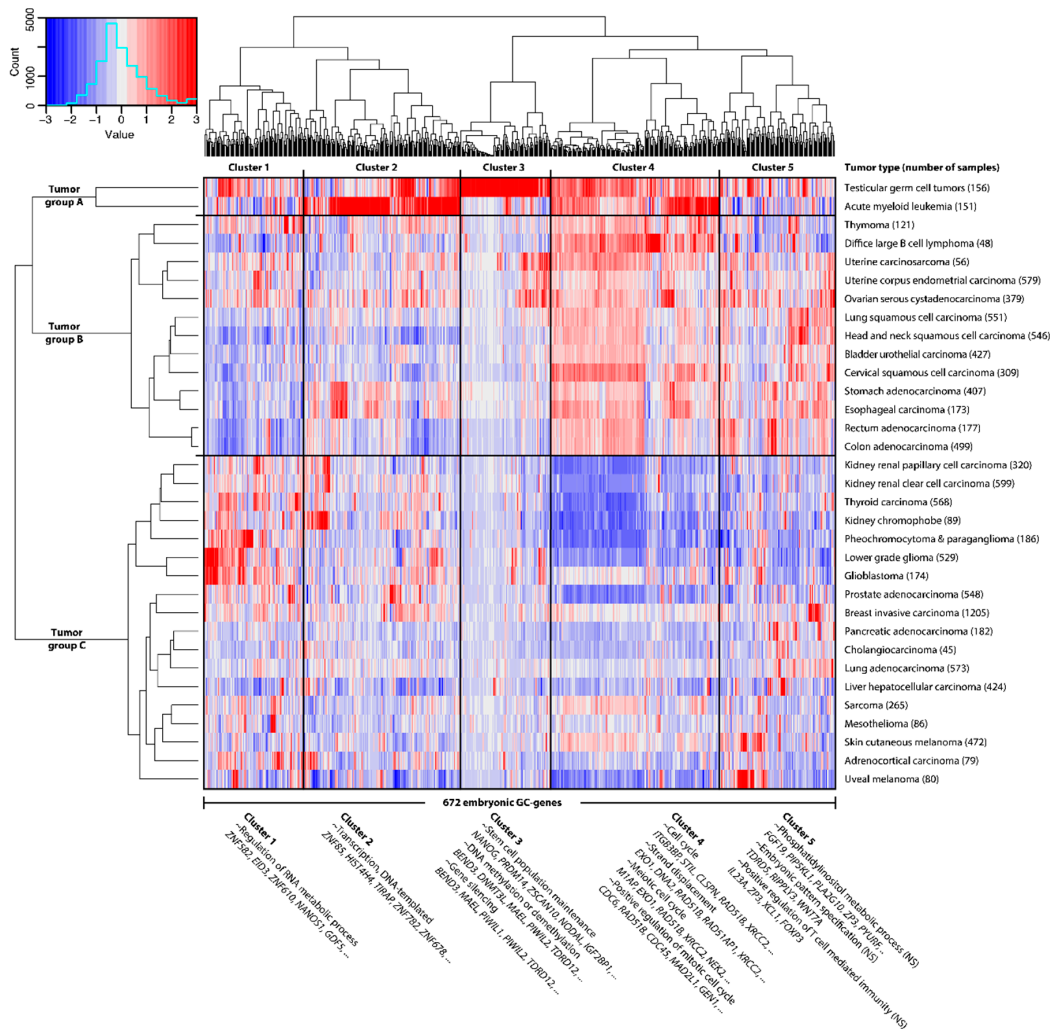 5000
Count
1000
0
−3 −2 −1 0 1 2 3
Value
Cluster 1 Cluster 2 Cluster 3 Cluster 4 Cluster 5 Tumor type (number of samples)
Tumor group A
Testicular germ cell tumors (156)
Acute myeloid leukemia (151)
Thymoma (121)
Diffice large B cell lymphoma (48)
Uterine carcinosarcoma (56)
Uterine corpus endometrial carcinoma (579)
Ovarian serous cystadenocarcinoma (379)
Lung squamous cell carcinoma (551)
Tumor group B
Head and neck squamous cell carcinoma (546)
Bladder urothelial carcinoma (427)
Cervical squamous cell carcinoma (309)
Stomach adenocarcinoma (407)
Esophageal carcinoma (173)
Rectum adenocarcinoma (177)
Colon adenocarcinoma (499)
Kidney renal papillary cell carcinoma (320)
Kidney renal clear cell carcinoma (599)
Thyroid carcinoma (568)
Kidney chromophobe (89)
Pheochromocytoma & paraganglioma (186)
Lower grade glioma (529)
Glioblastoma (174)
Prostate adenocarcinoma (548)
Breast invasive carcinoma (1205)
Tumor group C
Pancreatic adenocarcinoma (182)
Cholangiocarcinoma (45)
Lung adenocarcinoma (573)
Liver hepatocellular carcinoma (424)
Sarcoma (265)
Mesothelioma (86)
Skin cutaneous melanoma (472)
Adrenocortical carcinoma (79)
Uveal melanoma (80)
672 embryonic GC-genes
Cluster 1
~Regulation of RNA metabolic process
ZNF582, EID3, ZNF610, NANOS1, GDF5, ...
Cluster 2
~Transcription, DNA templated
ZNF85, HIST4H4, TIRAP, ZNF782, ZNF678, ...
Cluster 3
~Stem cell population maintenance
NANOG, PRDM14, ZSCAN10, NODAL, IGF2BP1, ...
~DNA methylation or demethylation
BEND3, DNMT3L, MAEL, PIWIL2, TDRD12, ...
~Gene silencing
BEND3, MAEL, PIWIL1, PIWIL2, TDRD12, ...
Cluster 4
~Cell cycle
ITGB3BP, STIL, CLSPN, RAD51B, XRCC2, ...
~Strand displacement
EXO1, DNA2, RAD51B, RAD51AP1, XRCC2, ...
~Meiotic cell cycle
MTAP, EXO1, RAD51B, XRCC2, NEK2, ...
~Positive regulation of mitotic cell cycle
CDC6, RAD51B, CDC45, MAD2L1, GEN1, ...
Cluster 5
~Phosphatidylinositol metabolic process (NS)
FGF19, PIP5KL1, PLA2G10, ZP3, PYURF, ..
~Embryonic pattern specification (NS)
TDRD5, RIPPLY3, WNT7A
~Positive regulation of T cell mediated immunity (NS)
IL23A, ZP3, XCL1, FOXP3